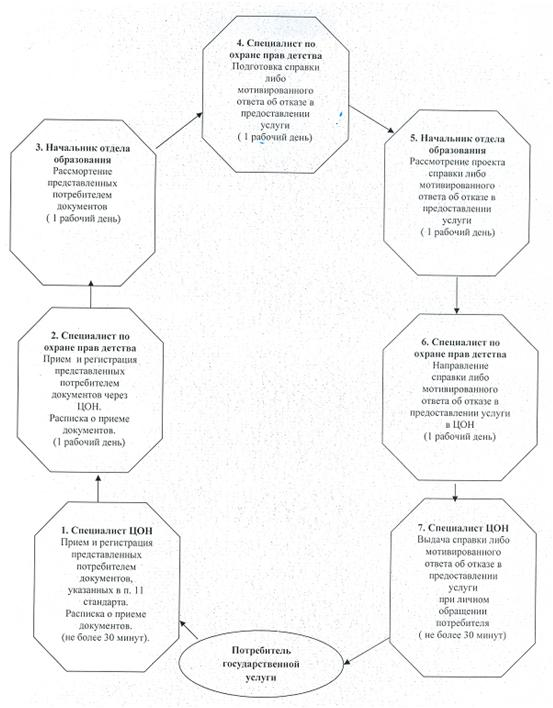 4. Специалист по
охране прав детства
Подготовка справки
либо
мотивированного
ответа об отказе в
предоставлении
услуги
( 1 рабочий день)
3. Начальник отдела
образования
Рассмортение
представленных
потребителем
документов
( 1 рабочий день)
5. Начальник отдела
образования
Рассмотрение проекта
справки либо
мотивированного
ответа об отказе в
предоставлении
услуги
( 1 рабочий день)
2. Специалист по
охране прав детства
Прием и регистрация
представленных
потребителем
документов через
ЦОН.
Расписка о приеме
документов.
(1 рабочий день)
6. Специалист по
охране прав детства
Направление
справки либо
мотивированного
ответа об отказе в
предоставлении услуги
в ЦОН
(1 рабочий день)
1. Специалист ЦОН
Прием и регистрация
представленных
потребителем
документов,
указанных в п. 11
стандарта.
Расписка о приеме
документов.
(не более 30 минут).
7. Специалист ЦОН
Выдача справки либо
мотивированного
ответа об отказе в
предоставлении
услуги
при личном
обращении
потребителя
( не более 30 минут)
Потребитель
государственной
услуги